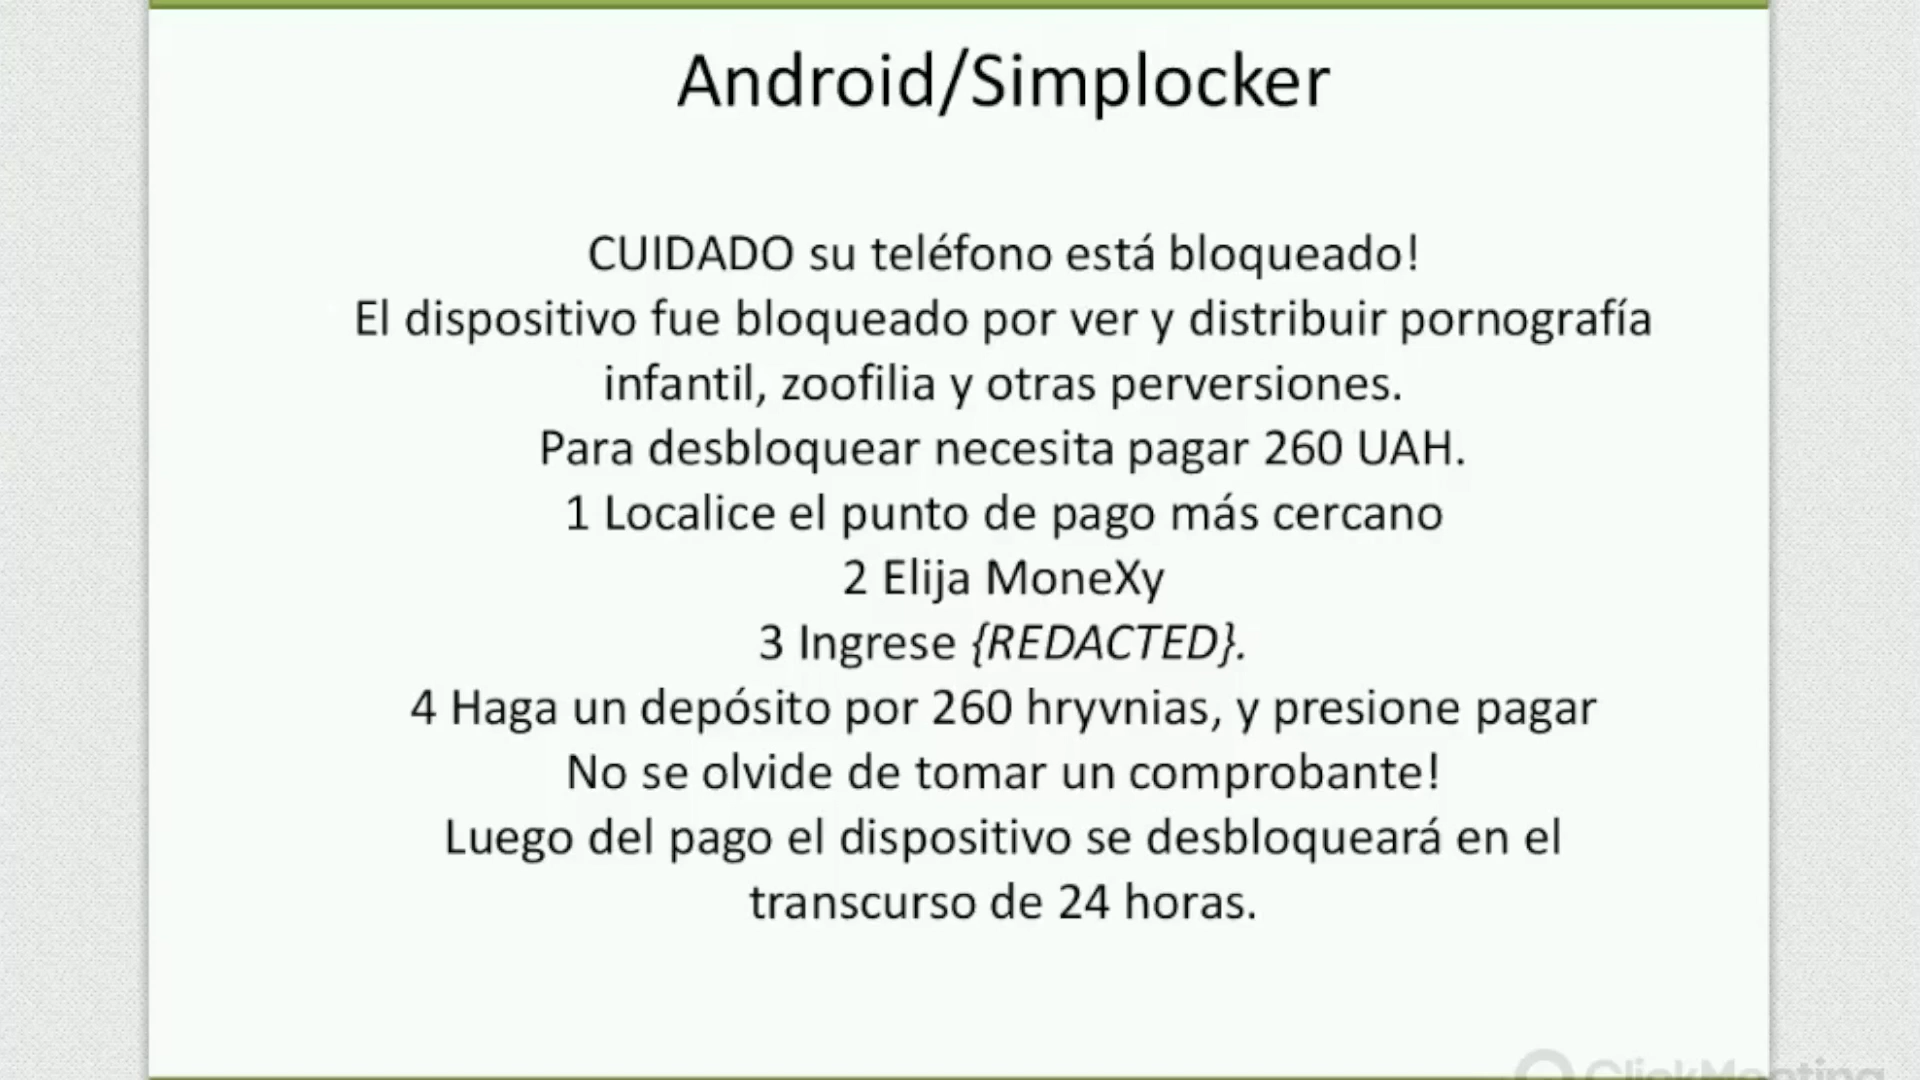 Android/Simplocker
CUIDADO su teléfono está bloqueado!
El dispositivo fue bloqueado por ver y distribuir pornografía
infantil, zoofilia y otras perversiones.
Para desbloquear necesita pagar 260 UAH.
1 Localice el punto de pago más cercano
2 Elija MoneXy
3 Ingrese {REDACTED}.
4 Haga un depósito por 260 hryvnias, y presione pagar
No se olvide de tomar un comprobante!
Luego del pago el dispositivo se desbloqueará en el
transcurso de 24 horas.
ClickMeeting